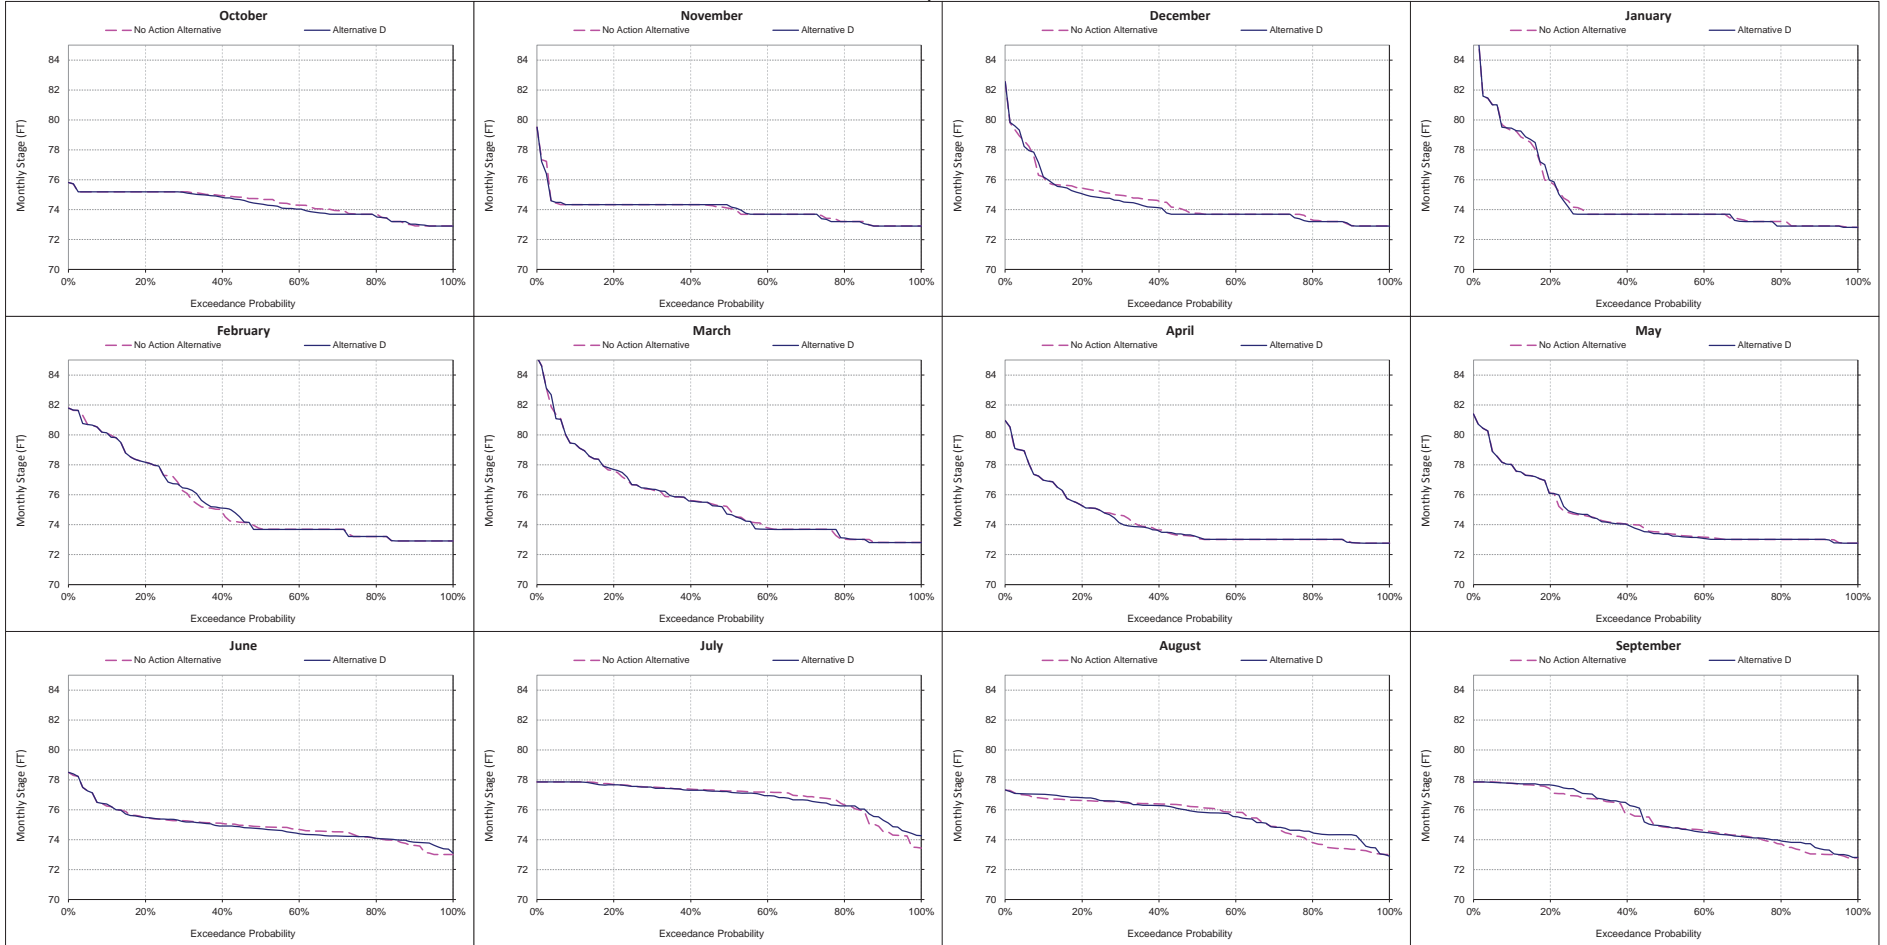 October
No Action Alternative Alternative D
84
82
80
78
76
74
72
70
0% 20% 40% 60% 80% 100%
Monthly Stage (FT)
Exceedance Probability
November
No Action Alternative Alternative D
84
82
80
78
76
74
72
70
0% 20% 40% 60% 80% 100%
Monthly Stage (FT)
Exceedance Probability
December
No Action Alternative Alternative D
84
82
80
78
76
74
72
70
0% 20% 40% 60% 80% 100%
Monthly Stage (FT)
Exceedance Probability
January
No Action Alternative Alternative D
84
82
80
78
76
74
72
70
0% 20% 40% 60% 80% 100%
Monthly Stage (FT)
Exceedance Probability
February
No Action Alternative Alternative D
84
82
80
78
76
74
72
70
0% 20% 40% 60% 80% 100%
Monthly Stage (FT)
Exceedance Probability
March
No Action Alternative Alternative D
84
82
80
78
76
74
72
70
0% 20% 40% 60% 80% 100%
Monthly Stage (FT)
Exceedance Probability
April
No Action Alternative Alternative D
84
82
80
78
76
74
72
70
0% 20% 40% 60% 80% 100%
Monthly Stage (FT)
Exceedance Probability
May
No Action Alternative Alternative D
84
82
80
78
76
74
72
70
0% 20% 40% 60% 80% 100%
Monthly Stage (FT)
Exceedance Probability
June
No Action Alternative Alternative D
84
82
80
78
76
74
72
70
0% 20% 40% 60% 80% 100%
Monthly Stage (FT)
Exceedance Probability
July
No Action Alternative Alternative D
84
82
80
78
76
74
72
70
0% 20% 40% 60% 80% 100%
Monthly Stage (FT)
Exceedance Probability
August
No Action Alternative Alternative D
84
82
80
78
76
74
72
70
0% 20% 40% 60% 80% 100%
Monthly Stage (FT)
Exceedance Probability
September
No Action Alternative Alternative D
84
82
80
78
76
74
72
70
0% 20% 40% 60% 80% 100%
Monthly Stage (FT)
Exceedance Probability